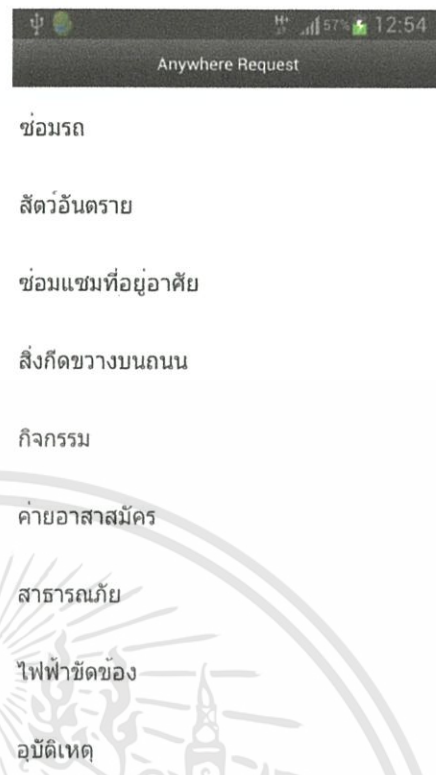 H+ 57% 12:54
Anywhere Request
ซ่อมรถ
สัตว์อันตราย
ซ่อมแซมที่อยู่อาศัย
สิ่งกีดขวางบนถนน
กิจกรรม
ค่ายอาสาสมัคร
สาธารณภัย
ไฟฟ้าขัดข้อง
อุบัติเหตุ